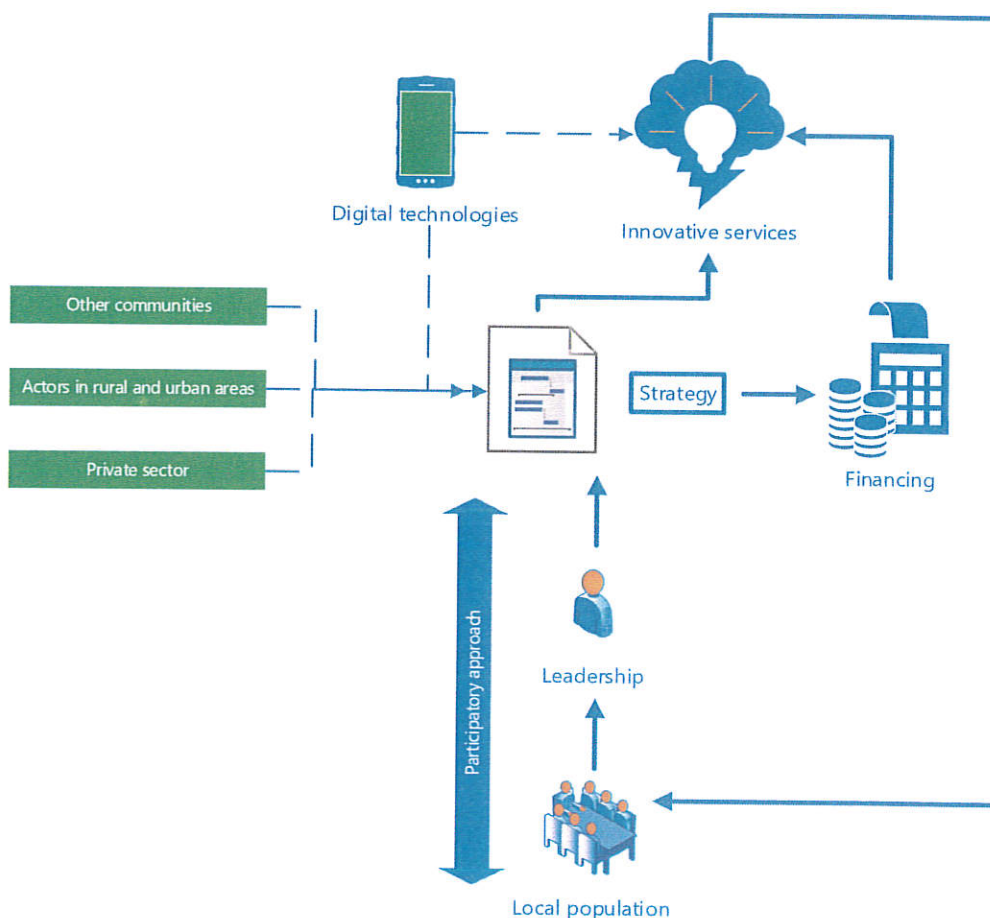 Digital technologies
Innovative services
Other communities
Actors in rural and urban areas
Private sector
Strategy
Financing
Participatory approach
Leadership
Local population